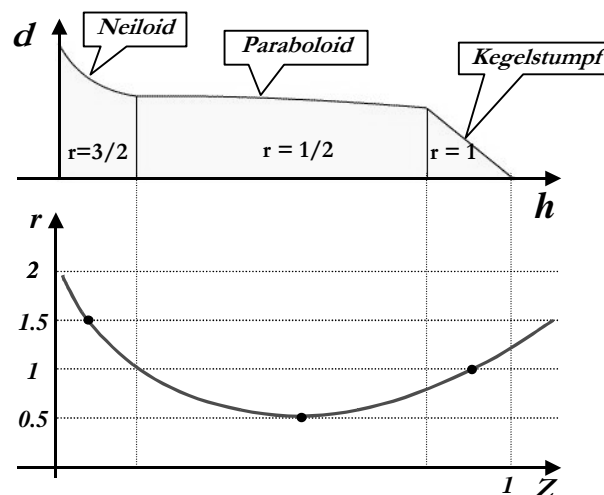 d
Neiloid
Paraboloid
Kegelstumpf
r=3/2
r = 1/2
r = 1
h
r
2
1.5
1
0.5
1
Z